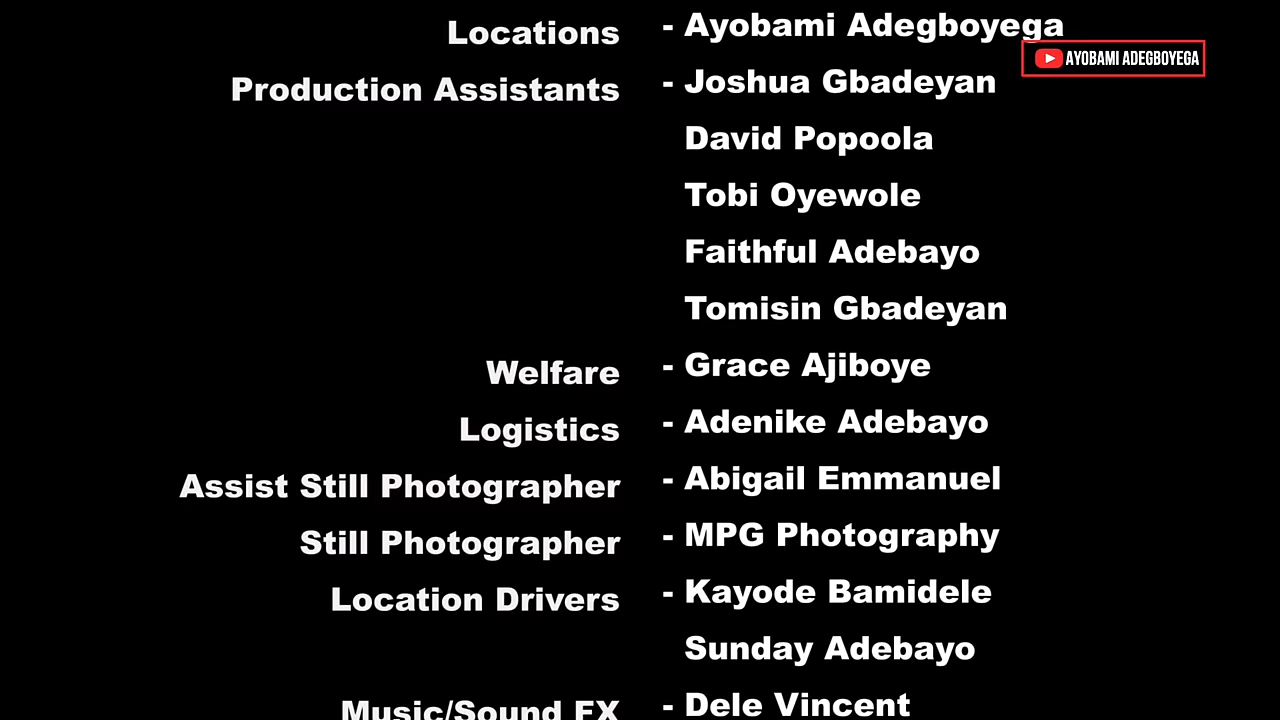 Locations - Ayobami Adegboyega
AYOBAMI ADEGBOYEGA
Production Assistants - Joshua Gbadeyan
David Popoola
Tobi Oyewole
Faithful Adebayo
Tomisin Gbadeyan
Welfare - Grace Ajiboye
Logistics - Adenike Adebayo
Assist Still Photographer - Abigail Emmanuel
Still Photographer - MPG Photography
Location Drivers - Kayode Bamidele
Sunday Adebayo
Music/Sound FX - Dele Vincent